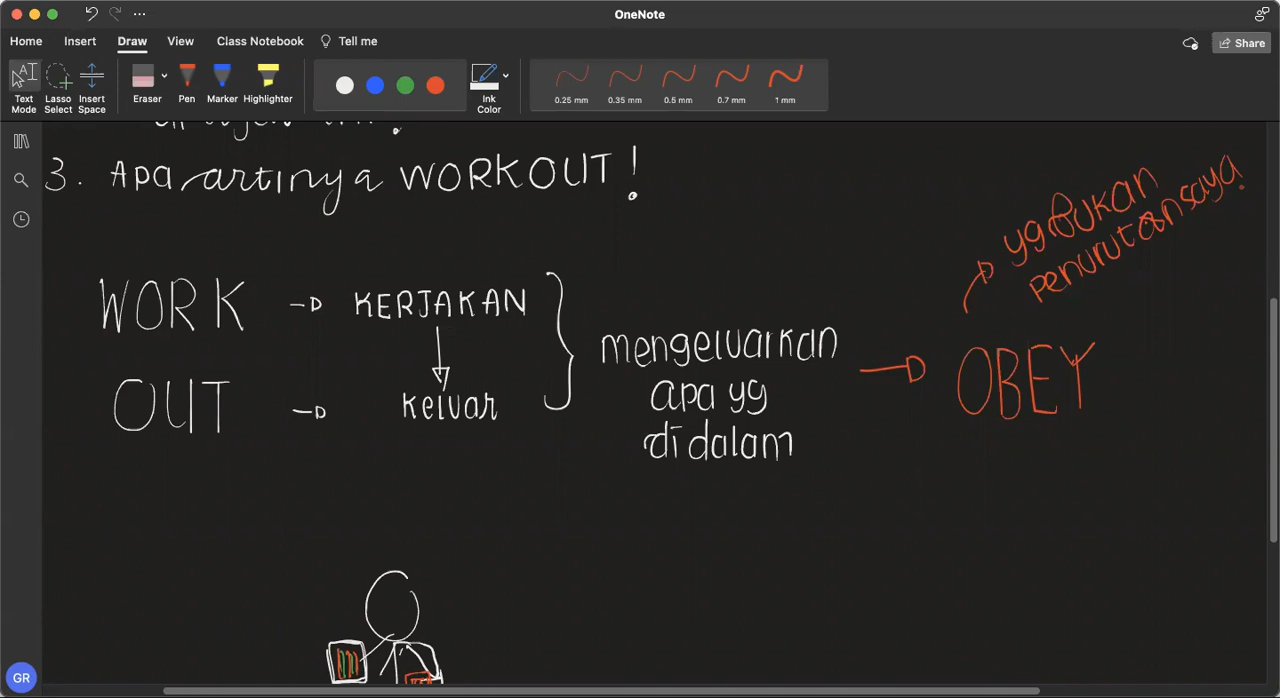 OneNote
Home Insert Draw View Class Notebook Tell me
Share
Text Mode
Lasso Select
Insert Space
Eraser
Pen
Marker
Highlighter
Ink Color
0.25 mm
0.35 mm
0.5 mm
0.7 mm
1 mm
3. Apa artinya WORKOUT!
WORK
KERJAKAN
OUT
keluar
mengeluarkan
apa yg
di dalam
OBEY
yg bukan
penurutan saya
GR